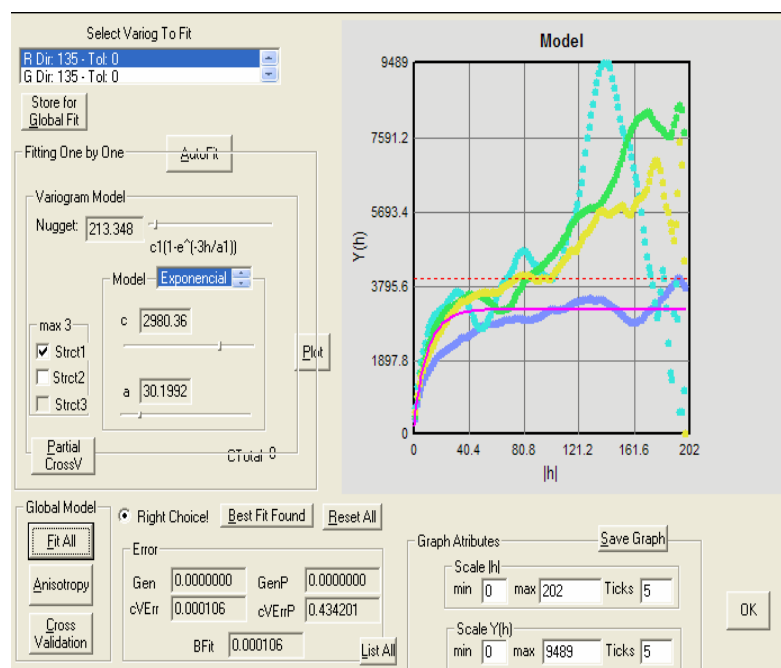 Select Variog To Fit
R Dir: 135 - Tol: 0
G Dir: 135 - Tol: 0
Store for
Global Fit
Fitting One by One
AutoFit
Variogram Model
Nugget: 213.348
c1(1-e^(-3h/a1))
Model Exponencial
max 3
Strct1
Strct2
Strct3
c 2980.36
a 30.1992
Plot
Partial
CrossV
CTotal 0
Model
9489
7591.2
5693.4
3795.6
1897.8
0
Y(h)
0 40.4 80.8 121.2 161.6 202
|h|
Global Model
Fit All
Anisotropy
Cross
Validation
Right Choice!
Best Fit Found
Reset All
Error
Gen 0.0000000 GenP 0.0000000
cVErr 0.000106 cVErrP 0.434201
BFit 0.000106
List All
Graph Atributes
Save Graph
Scale |h|
min 0 max 202 Ticks 5
Scale Y(h)
min 0 max 9489 Ticks 5
OK